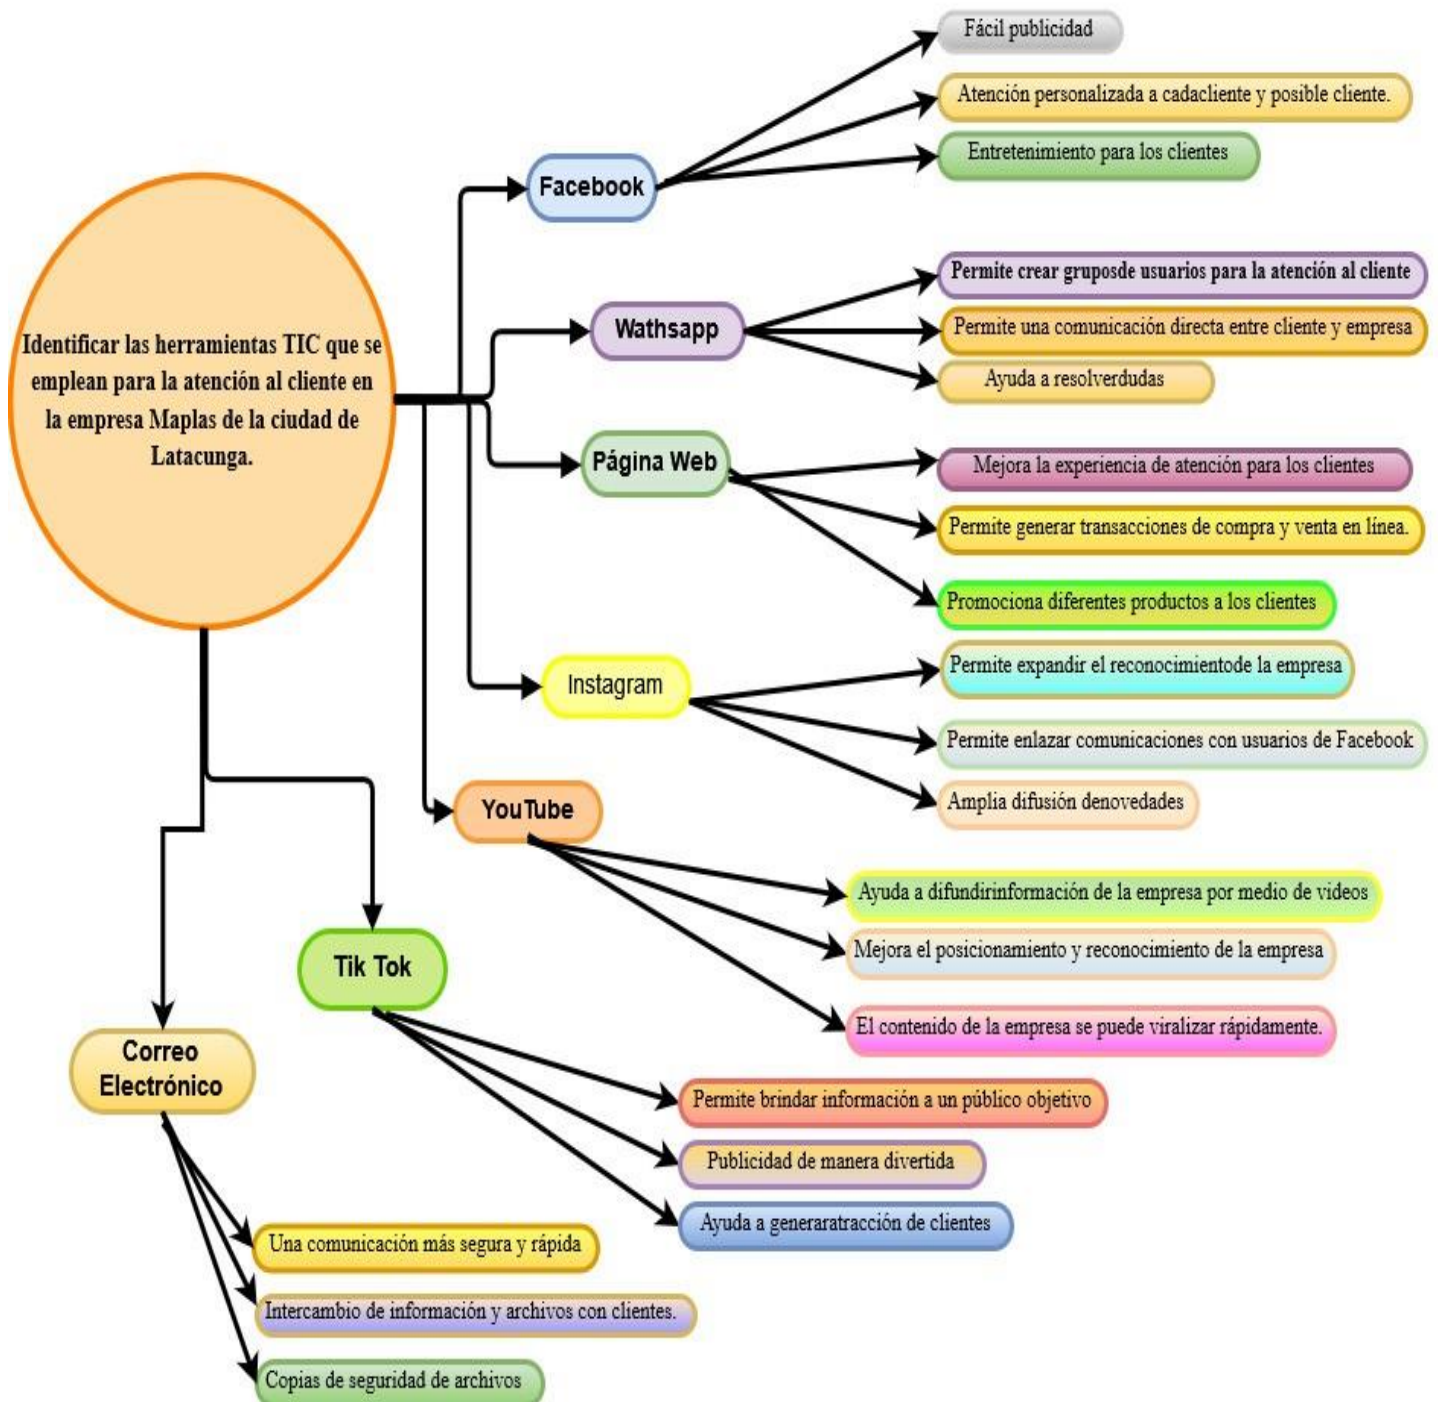 Identificar las herramientas TIC que se
emplean para la atención al cliente en
la empresa Maplas de la ciudad de
Latacunga.
Facebook
Fácil publicidad
Atención personalizada a cadacliente y posible cliente.
Entretenimiento para los clientes
Wathsapp
Permite crear gruposde usuarios para la atención al cliente
Permite una comunicación directa entre cliente y empresa
Ayuda a resolverdudas
Página Web
Mejora la experiencia de atención para los clientes
Permite generar transacciones de compra y venta en línea.
Promociona diferentes productos a los clientes
Instagram
Permite expandir el reconocimientode la empresa
Permite enlazar comunicaciones con usuarios de Facebook
Amplia difusión denovedades
YouTube
Ayuda a difundirinformación de la empresa por medio de videos
Mejora el posicionamiento y reconocimiento de la empresa
El contenido de la empresa se puede viralizar rápidamente.
Tik Tok
Permite brindar información a un público objetivo
Publicidad de manera divertida
Ayuda a generaratracción de clientes
Correo
Electrónico
Una comunicación más segura y rápida
Intercambio de información y archivos con clientes.
Copias de seguridad de archivos